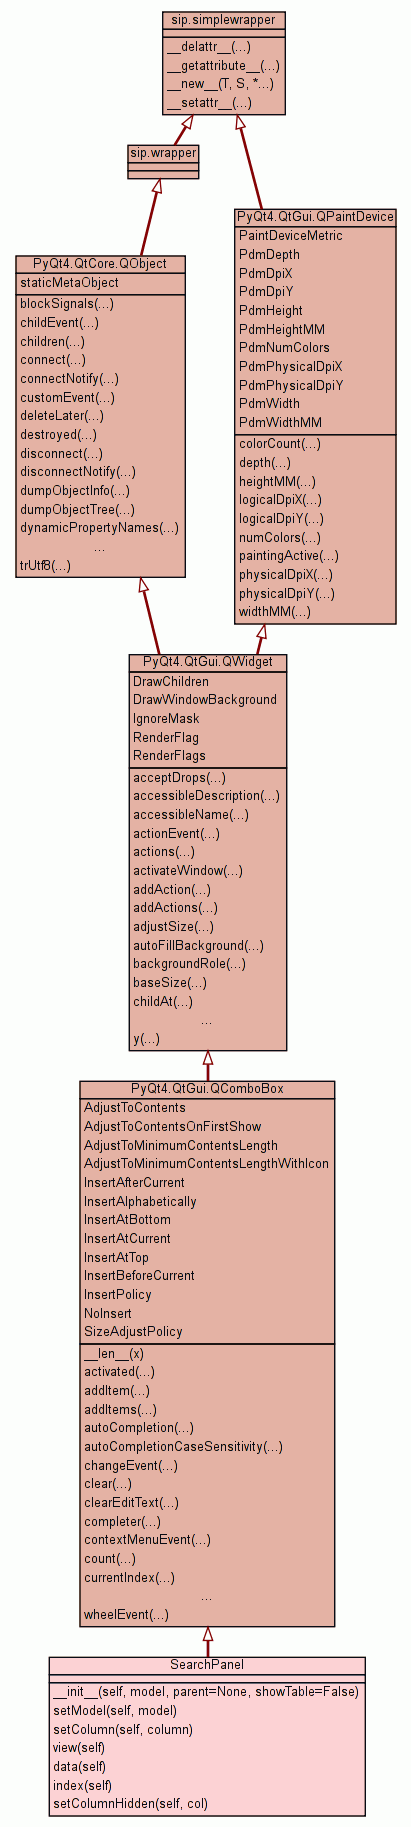 sip.simplewrapper
__delattr__(...)
__getattribute__(...)
__new__(T, S, *...)
__setattr__(...)
sip.wrapper
PyQt4.QtCore.QObject
staticMetaObject
blockSignals(...)
childEvent(...)
children(...)
connect(...)
connectNotify(...)
customEvent(...)
deleteLater(...)
destroyed(...)
disconnect(...)
disconnectNotify(...)
dumpObjectInfo(...)
dumpObjectTree(...)
dynamicPropertyNames(...)
...
trUtf8(...)
PyQt4.QtGui.QPaintDevice
PaintDeviceMetric
PdmDepth
PdmDpiX
PdmDpiY
PdmHeight
PdmHeightMM
PdmNumColors
PdmPhysicalDpiX
PdmPhysicalDpiY
PdmWidth
PdmWidthMM
colorCount(...)
depth(...)
heightMM(...)
logicalDpiX(...)
logicalDpiY(...)
numColors(...)
paintingActive(...)
physicalDpiX(...)
physicalDpiY(...)
widthMM(...)
PyQt4.QtGui.QWidget
DrawChildren
DrawWindowBackground
IgnoreMask
RenderFlag
RenderFlags
acceptDrops(...)
accessibleDescription(...)
accessibleName(...)
actionEvent(...)
actions(...)
activateWindow(...)
addAction(...)
addActions(...)
adjustSize(...)
autoFillBackground(...)
backgroundRole(...)
baseSize(...)
childAt(...)
...
y(...)
PyQt4.QtGui.QComboBox
AdjustToContents
AdjustToContentsOnFirstShow
AdjustToMinimumContentsLength
AdjustToMinimumContentsLengthWithIcon
InsertAfterCurrent
InsertAlphabetically
InsertAtBottom
InsertAtCurrent
InsertAtTop
InsertBeforeCurrent
InsertPolicy
NoInsert
SizeAdjustPolicy
__len__(x)
activated(...)
addItem(...)
addItems(...)
autoCompletion(...)
autoCompletionCaseSensitivity(...)
changeEvent(...)
clear(...)
clearEditText(...)
completer(...)
contextMenuEvent(...)
count(...)
currentIndex(...)
...
wheelEvent(...)
SearchPanel
__init__(self, model, parent=None, showTable=False)
setModel(self, model)
setColumn(self, column)
view(self)
data(self)
index(self)
setColumnHidden(self, col)